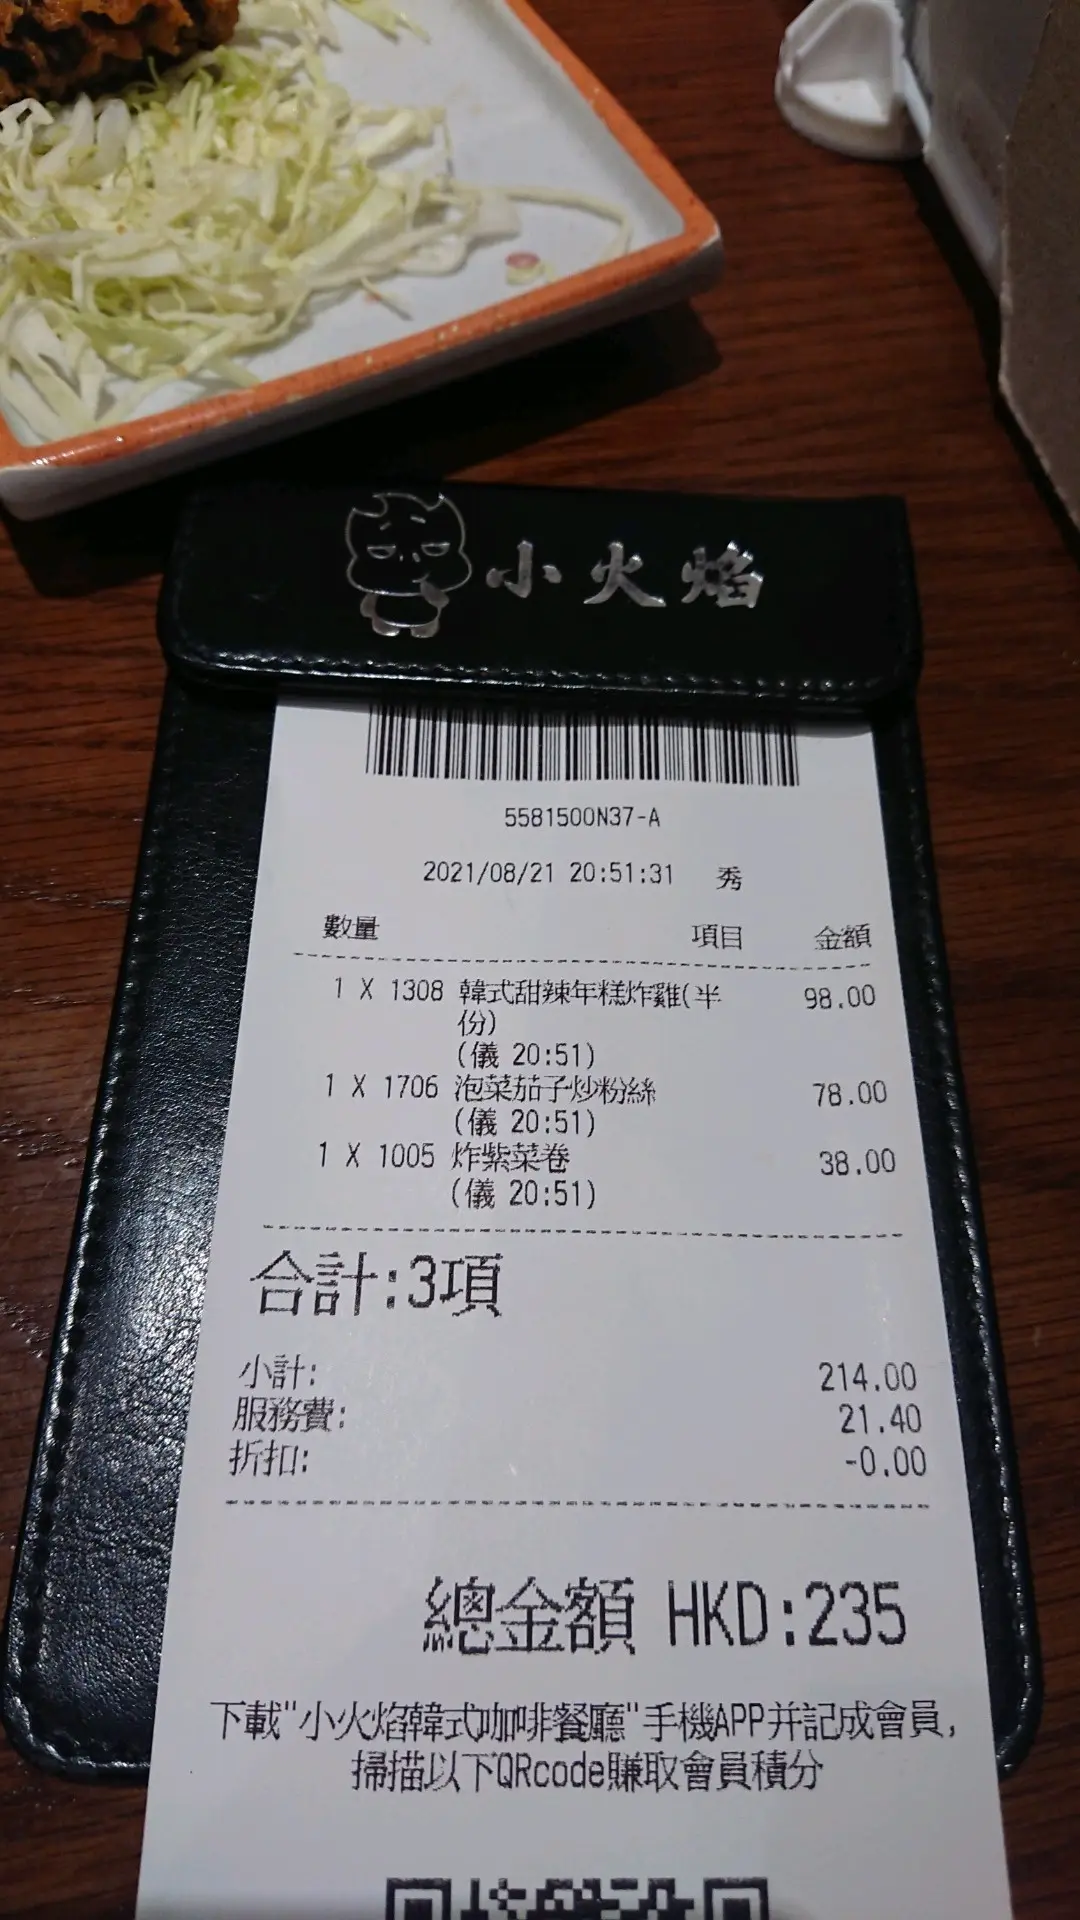 小火焰
5581500N37-A
2021/08/21 20:51:31 秀
數量 項目 金額
1 X 1308 韓式甜辣年糕炸雞(半 98.00
份)
(儀 20:51)
1 X 1706 泡菜茄子炒粉絲 78.00
(儀 20:51)
1 X 1005 炸紫菜卷 38.00
(儀 20:51)
合計:3項
小計: 214.00
服務費: 21.40
折扣: -0.00
總金額 HKD:235
下載"小火焰韓式咖啡餐廳"手機APP并記成會員,
掃描以下QRcode賺取會員積分